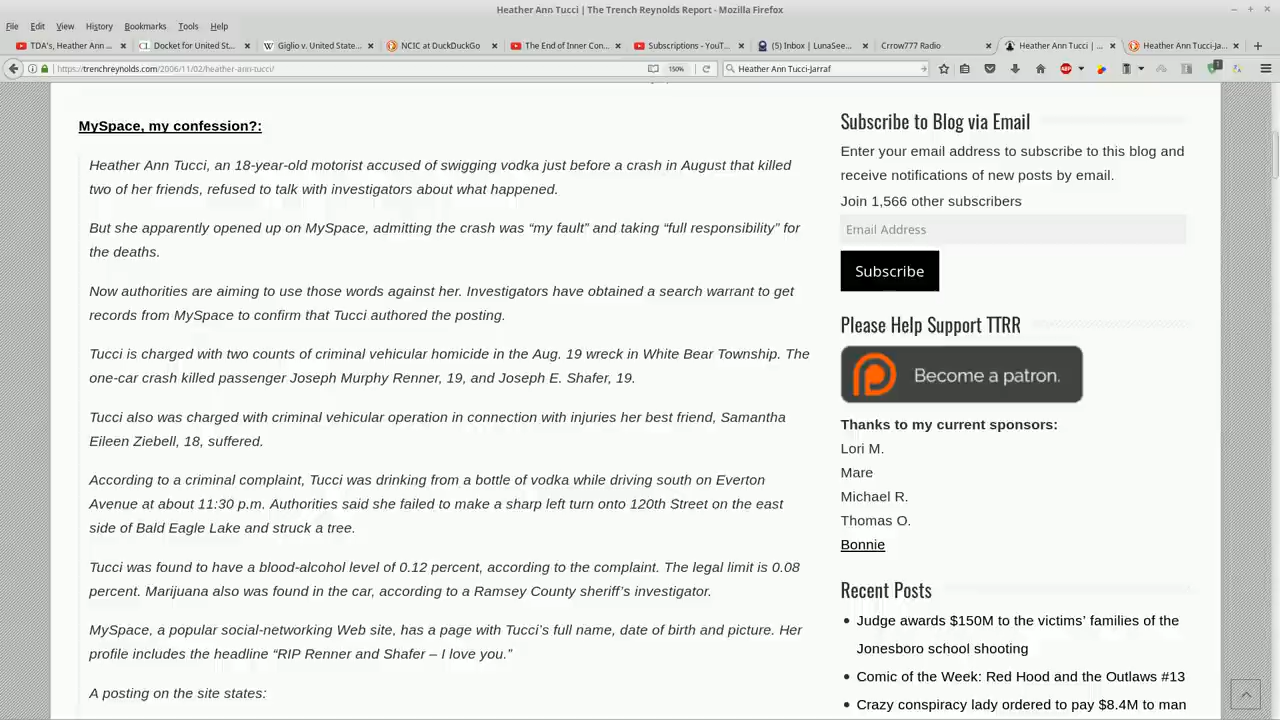 Heather Ann Tucci | The Trench Reynolds Report - Mozilla Firefox
File Edit View History Bookmarks Tools Help
TDA's, Heather Ann ... Docket for United St... Giglio v. United State... NCIC at DuckDuckGo The End of Inner Con... Subscriptions - YouT... (5) Inbox | LunaSee... Crrow777 Radio Heather Ann Tucci | ... Heather Ann Tucci-Ja...
https://trenchreynolds.com/2006/11/02/heather-ann-tucci/ 150% Heather Ann Tucci-Jarraf
MySpace, my confession?:
Heather Ann Tucci, an 18-year-old motorist accused of swigging vodka just before a crash in August that killed
two of her friends, refused to talk with investigators about what happened.
But she apparently opened up on MySpace, admitting the crash was “my fault” and taking “full responsibility” for
the deaths.
Now authorities are aiming to use those words against her. Investigators have obtained a search warrant to get
records from MySpace to confirm that Tucci authored the posting.
Tucci is charged with two counts of criminal vehicular homicide in the Aug. 19 wreck in White Bear Township. The
one-car crash killed passenger Joseph Murphy Renner, 19, and Joseph E. Shafer, 19.
Tucci also was charged with criminal vehicular operation in connection with injuries her best friend, Samantha
Eileen Ziebell, 18, suffered.
According to a criminal complaint, Tucci was drinking from a bottle of vodka while driving south on Everton
Avenue at about 11:30 p.m. Authorities said she failed to make a sharp left turn onto 120th Street on the east
side of Bald Eagle Lake and struck a tree.
Tucci was found to have a blood-alcohol level of 0.12 percent, according to the complaint. The legal limit is 0.08
percent. Marijuana also was found in the car, according to a Ramsey County sheriff’s investigator.
MySpace, a popular social-networking Web site, has a page with Tucci’s full name, date of birth and picture. Her
profile includes the headline “RIP Renner and Shafer – I love you.”
A posting on the site states:
Subscribe to Blog via Email
Enter your email address to subscribe to this blog and
receive notifications of new posts by email.
Join 1,566 other subscribers
Email Address
Subscribe
Please Help Support TTRR
Become a patron.
Thanks to my current sponsors:
Lori M.
Mare
Michael R.
Thomas O.
Bonnie
Recent Posts
Judge awards $150M to the victims’ families of the
Jonesboro school shooting
Comic of the Week: Red Hood and the Outlaws #13
Crazy conspiracy lady ordered to pay $8.4M to man